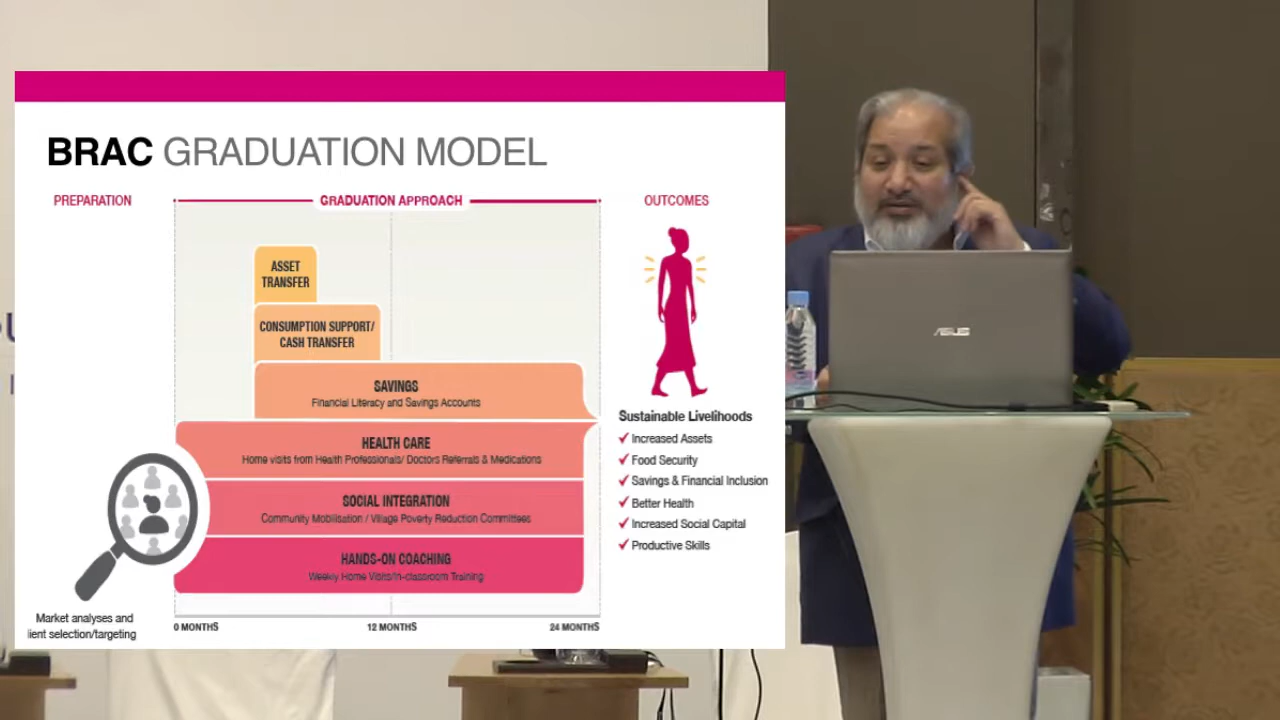 BRAC GRADUATION MODEL
PREPARATION
GRADUATION APPROACH
OUTCOMES
ASSET
TRANSFER
CONSUMPTION SUPPORT/
CASH TRANSFER
SAVINGS
Financial Literacy and Savings Accounts
HEALTH CARE
Home visits from Health Professionals/ Doctors Referrals & Medications
SOCIAL INTEGRATION
Community Mobilisation / Village Poverty Reduction Committees
HANDS-ON COACHING
Weekly Home Visits/In-classroom Training
Market analyses and
lient selection/targeting
0 MONTHS
12 MONTHS
24 MONTHS
Sustainable Livelihoods
Increased Assets
Food Security
Savings & Financial Inclusion
Better Health
Increased Social Capital
Productive Skills
ASUS